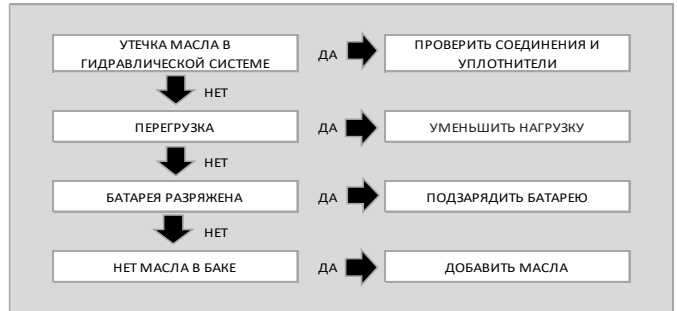 УТЕЧКА МАСЛА В
ГИДРАВЛИЧЕСКОЙ СИСТЕМЕ
ДА
ПРОВЕРИТЬ СОЕДИНЕНИЯ И
УПЛОТНИТЕЛИ
НЕТ
ПЕРЕГРУЗКА
ДА
УМЕНЬШИТЬ НАГРУЗКУ
НЕТ
БАТАРЕЯ РАЗРЯЖЕНА
ДА
ПОДЗАРЯДИТЬ БАТАРЕЮ
НЕТ
НЕТ МАСЛА В БАКЕ
ДА
ДОБАВИТЬ МАСЛА